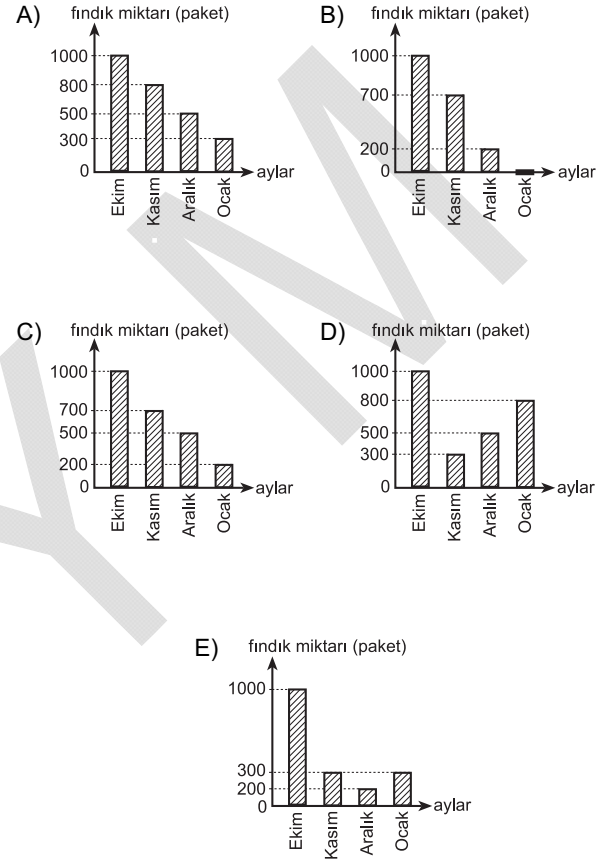 A) fındık miktarı (paket)
1000
800
500
300
0
aylar
Ekim
Kasım
Aralık
Ocak
B) fındık miktarı (paket)
1000
700
200
0
aylar
Ekim
Kasım
Aralık
Ocak
C) fındık miktarı (paket)
1000
700
500
200
0
aylar
Ekim
Kasım
Aralık
Ocak
D) fındık miktarı (paket)
1000
800
500
300
0
aylar
Ekim
Kasım
Aralık
Ocak
E) fındık miktarı (paket)
1000
300
200
0
aylar
Ekim
Kasım
Aralık
Ocak